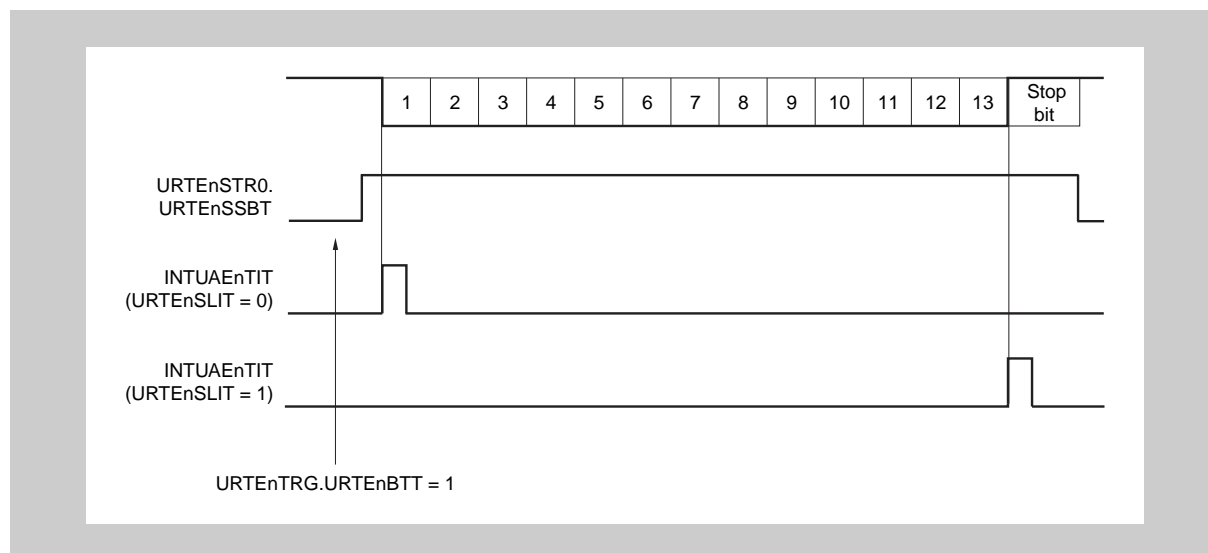 1 2 3 4 5 6 7 8 9 10 11 12 13 Stop
bit
URTEnSTR0.
URTEnSSBT
INTUAEnTIT
(URTEnSLIT = 0)
INTUAEnTIT
(URTEnSLIT = 1)
URTEnTRG.URTEnBTT = 1